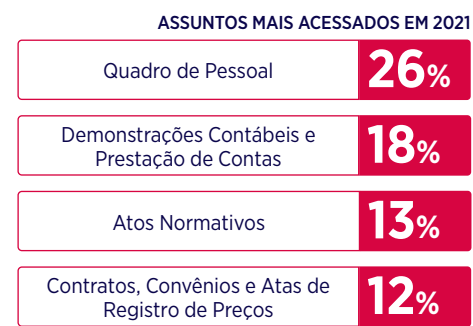 ASSUNTOS MAIS ACESSADOS EM 2021
Quadro de Pessoal 26%
Demonstrações Contábeis e
Prestação de Contas 18%
Atos Normativos 13%
Contratos, Convênios e Atas de
Registro de Preços 12%